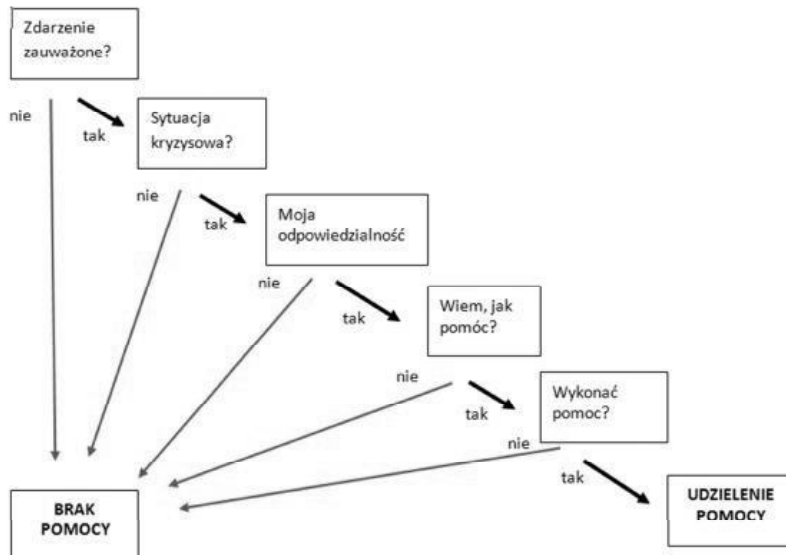 Zdarzenie
zauważone?
nie
tak
Sytuacja
kryzysowa?
nie
tak
Moja
odpowiedzialność
nie
tak
Wiem, jak
pomóc?
nie
tak
Wykonać
pomoc?
nie
tak
BRAK
POMOCY
UDZIELENIE
POMOCY